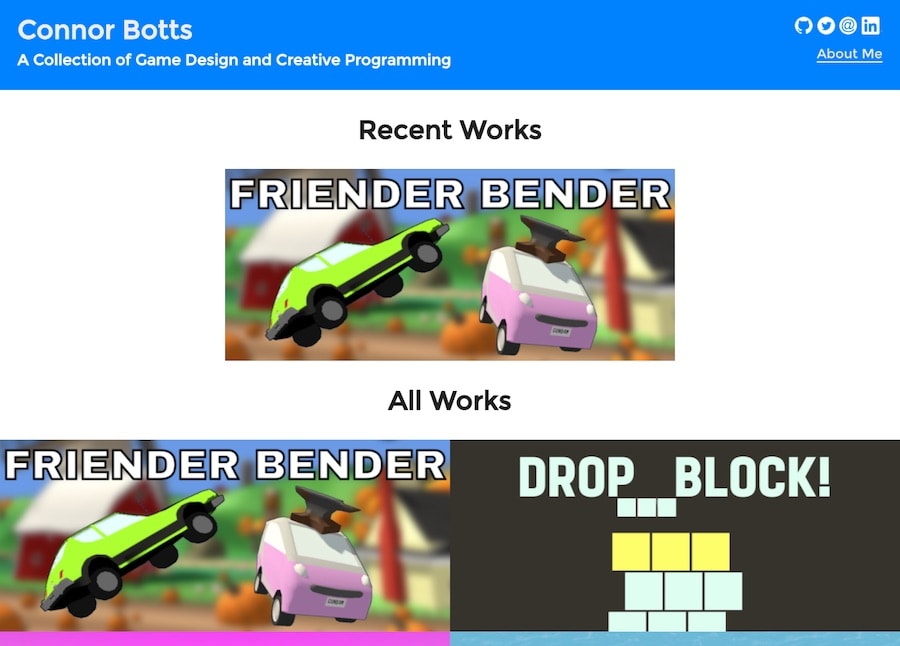 Connor Botts
A Collection of Game Design and Creative Programming
About Me
Recent Works
FRIENDER BENDER
All Works
FRIENDER BENDER
DROP BLOCK!